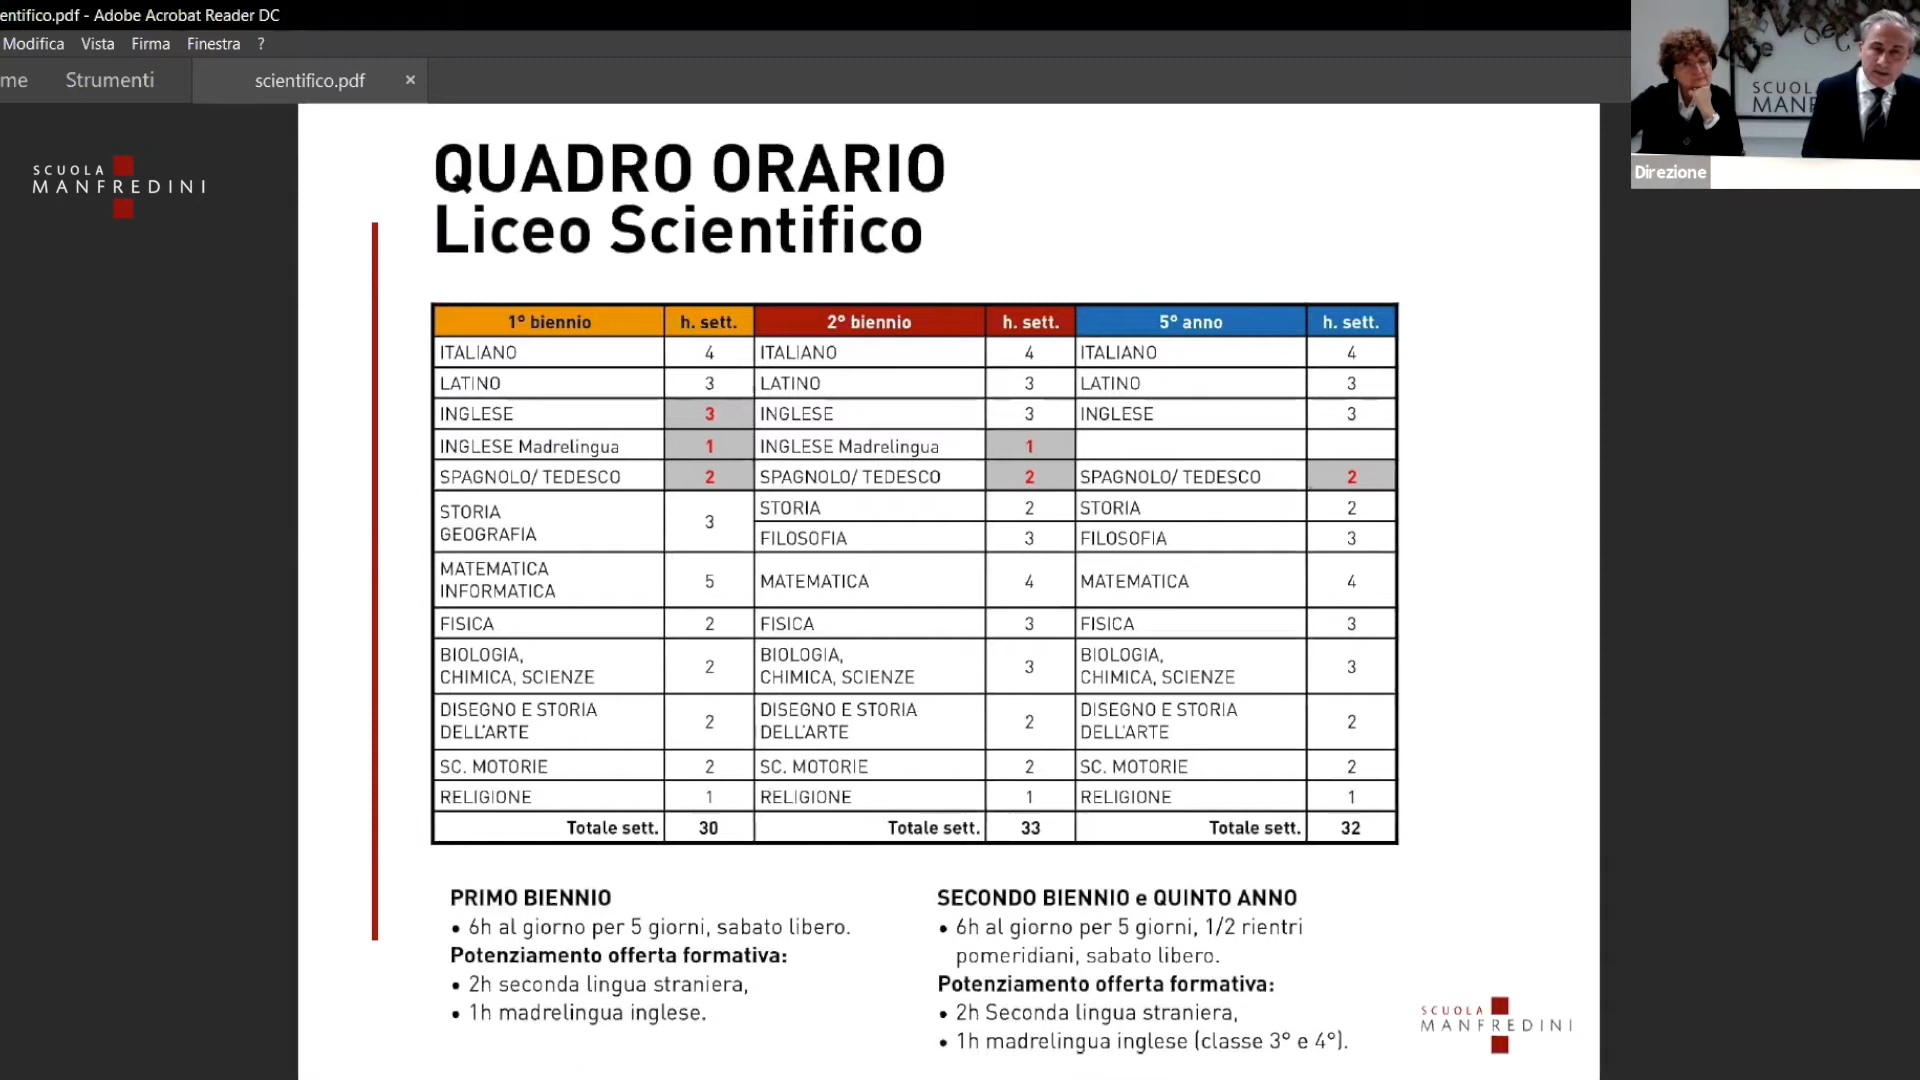 entifico.pdf - Adobe Acrobat Reader DC
Modifica Vista Firma Finestra ?
me Strumenti scientifico.pdf ×
SCUOLA
MANFREDINI
SCUOL
MANF
Direzione
QUADRO ORARIO
Liceo Scientifico
1° biennio h. sett. 2° biennio h. sett. 5° anno h. sett.
ITALIANO 4 ITALIANO 4 ITALIANO 4
LATINO 3 LATINO 3 LATINO 3
INGLESE 3 INGLESE 3 INGLESE 3
INGLESE Madrelingua 1 INGLESE Madrelingua 1
SPAGNOLO/ TEDESCO 2 SPAGNOLO/ TEDESCO 2 SPAGNOLO/ TEDESCO 2
STORIA
GEOGRAFIA 3
STORIA 2 STORIA 2
FILOSOFIA 3 FILOSOFIA 3
MATEMATICA
INFORMATICA 5 MATEMATICA 4 MATEMATICA 4
FISICA 2 FISICA 3 FISICA 3
BIOLOGIA, BIOLOGIA, BIOLOGIA,
CHIMICA, SCIENZE 2 CHIMICA, SCIENZE 3 CHIMICA, SCIENZE 3
DISEGNO E STORIA DISEGNO E STORIA DISEGNO E STORIA
DELL'ARTE 2 DELL'ARTE 2 DELL'ARTE 2
SC. MOTORIE 2 SC. MOTORIE 2 SC. MOTORIE 2
RELIGIONE 1 RELIGIONE 1 RELIGIONE 1
Totale sett. 30 Totale sett. 33 Totale sett. 32
PRIMO BIENNIO
• 6h al giorno per 5 giorni, sabato libero.
Potenziamento offerta formativa:
• 2h seconda lingua straniera,
• 1h madrelingua inglese.
SECONDO BIENNIO e QUINTO ANNO
• 6h al giorno per 5 giorni, 1/2 rientri
pomeridiani, sabato libero.
Potenziamento offerta formativa:
• 2h Seconda lingua straniera,
• 1h madrelingua inglese (classe 3° e 4°).
SCUOLA
MANFREDINI